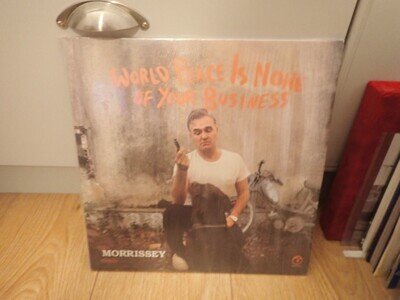 WORLD PEACE IS NONE
OF YOUR BUSINESS
MORRISSEY